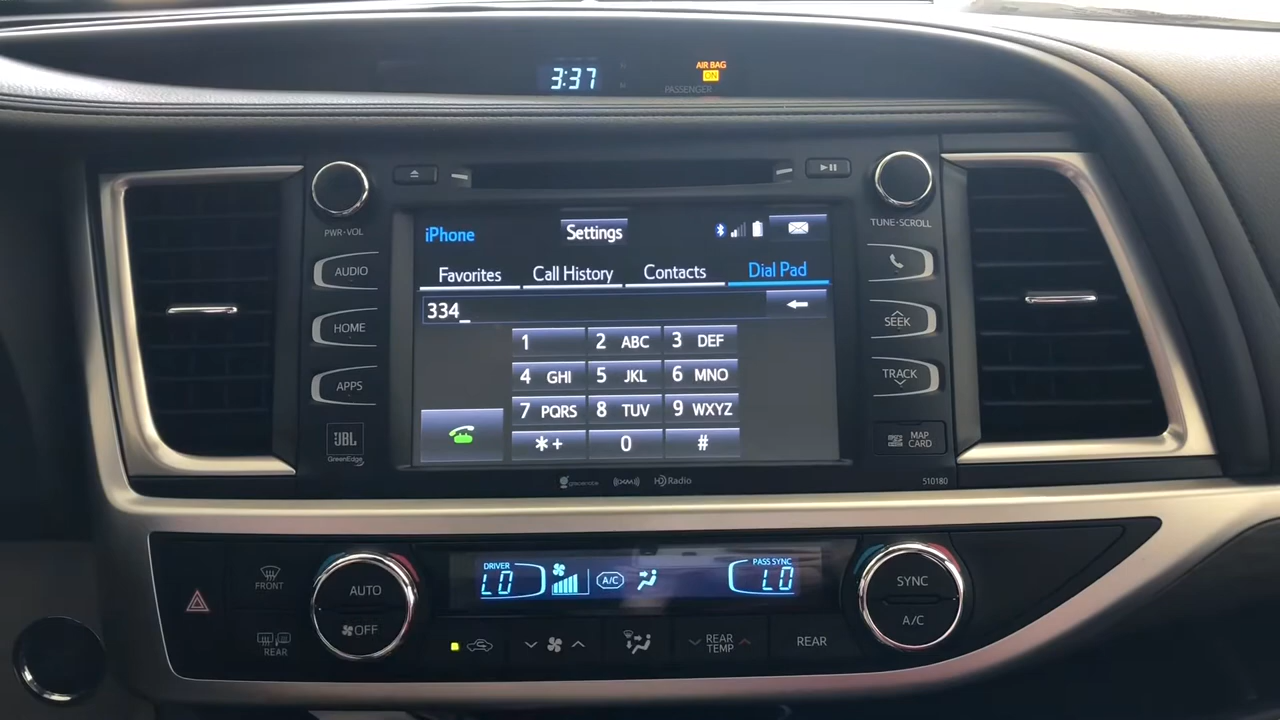 3:37
AIR BAG
ON
PASSENGER
PWR·VOL
AUDIO
HOME
APPS
JBL
GreenEdge
iPhone
Settings
Favorites
Call History
Contacts
Dial Pad
334_
1
2 ABC
3 DEF
4 GHI
5 JKL
6 MNO
7 PQRS
8 TUV
9 WXYZ
*+
0
#
TUNE·SCROLL
SEEK
TRACK
MAP CARD
((XM))
HD Radio
510180
FRONT
REAR
AUTO
OFF
DRIVER
LO
A/C
PASS SYNC
LO
REAR
TEMP
REAR
SYNC
A/C